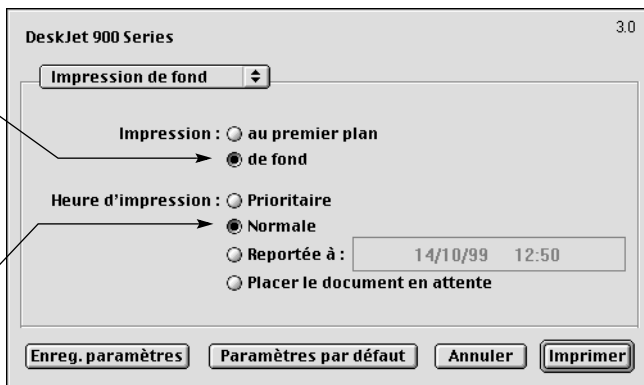 DeskJet 900 Series
3.0
Impression de fond
Impression :
au premier plan
de fond
Heure d'impression :
Prioritaire
Normale
Reportée à :
14/10/99 12:50
Placer le document en attente
Enreg. paramètres
Paramètres par défaut
Annuler
Imprimer